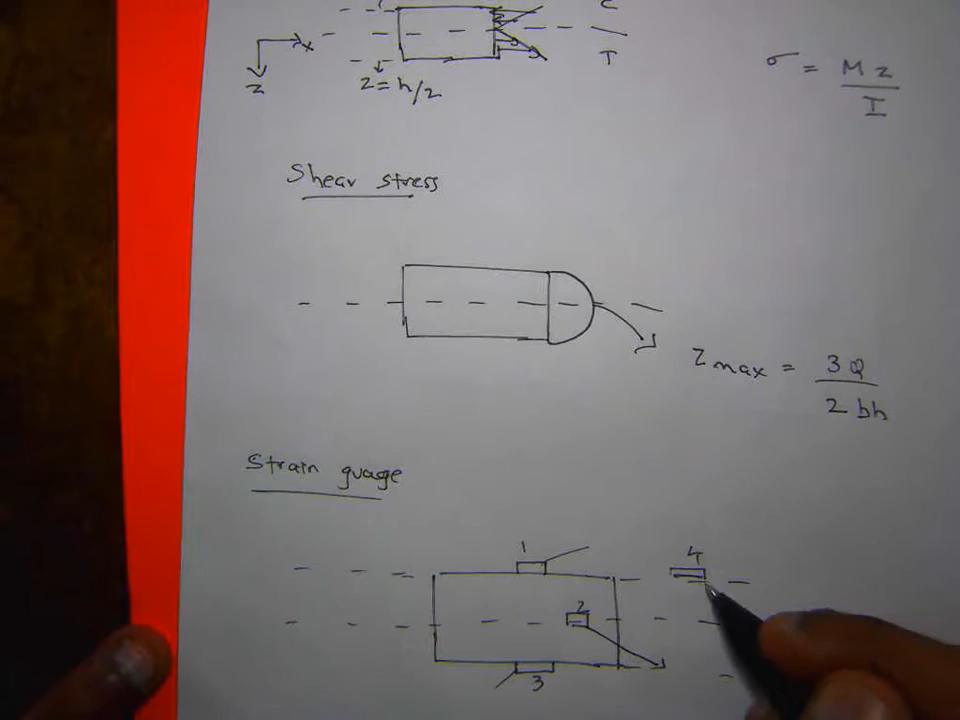 C
x
T
z
z = h/2
σ = Mz / I
Shear stress
τmax = 3Q / 2bh
Strain guage
1
4
2
3